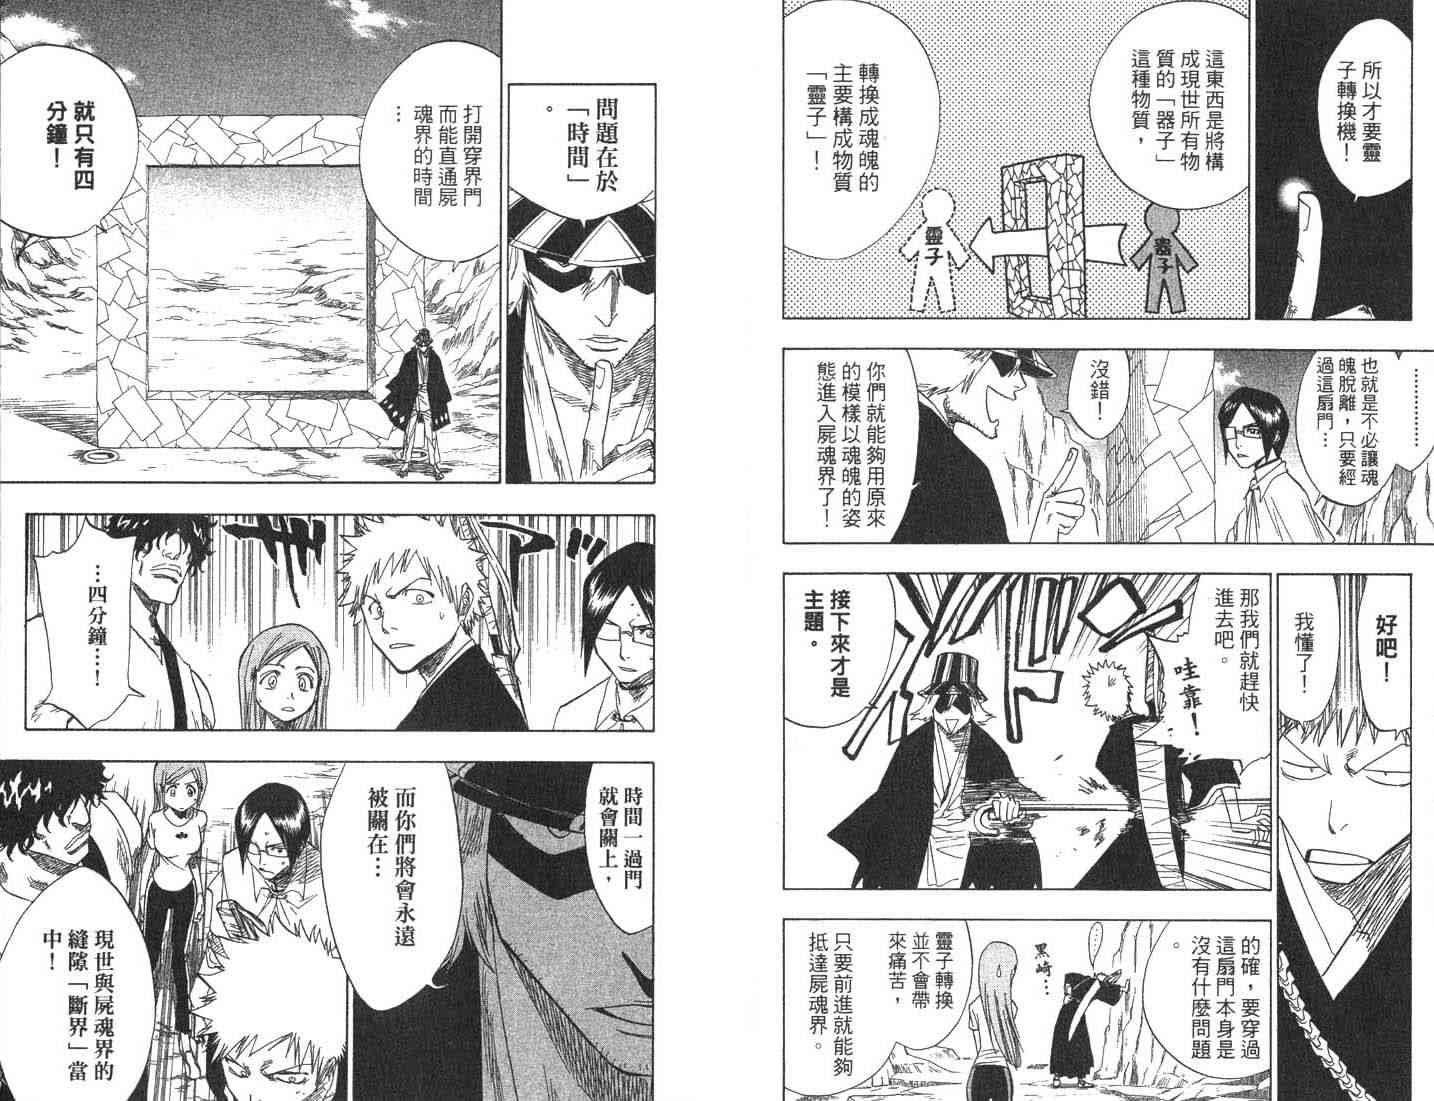 所以才要靈
子轉換機！
這東西是將構
成現世所有物
質的「器子」
這種物質，
轉換成魂魄的
主要構成物質
「靈子」！
器子
靈子
…………
也就是不必讓魂
魄脫離，只要經
過這扇門…
沒錯！
你們就能夠用原來
的模樣以魂魄的姿
態進入屍魂界了！
好吧！
我懂了！
那我們就趕快
進去吧。
哇靠！
接下來才是
主題。
的確，要穿過
這扇門本身是
沒有什麼問題
。
……
黑崎…
靈子轉換
並不會帶
來痛苦，
只要前進就能夠
抵達屍魂界。
問題在於
「時間」
。
打開穿界門
而能直通屍
魂界的時間
…
就只有四
分鐘！
…四分鐘…！
時間一過門
就會關上，
而你們將會永遠
被關在…
現世與屍魂界的
縫隙「斷界」當
中！